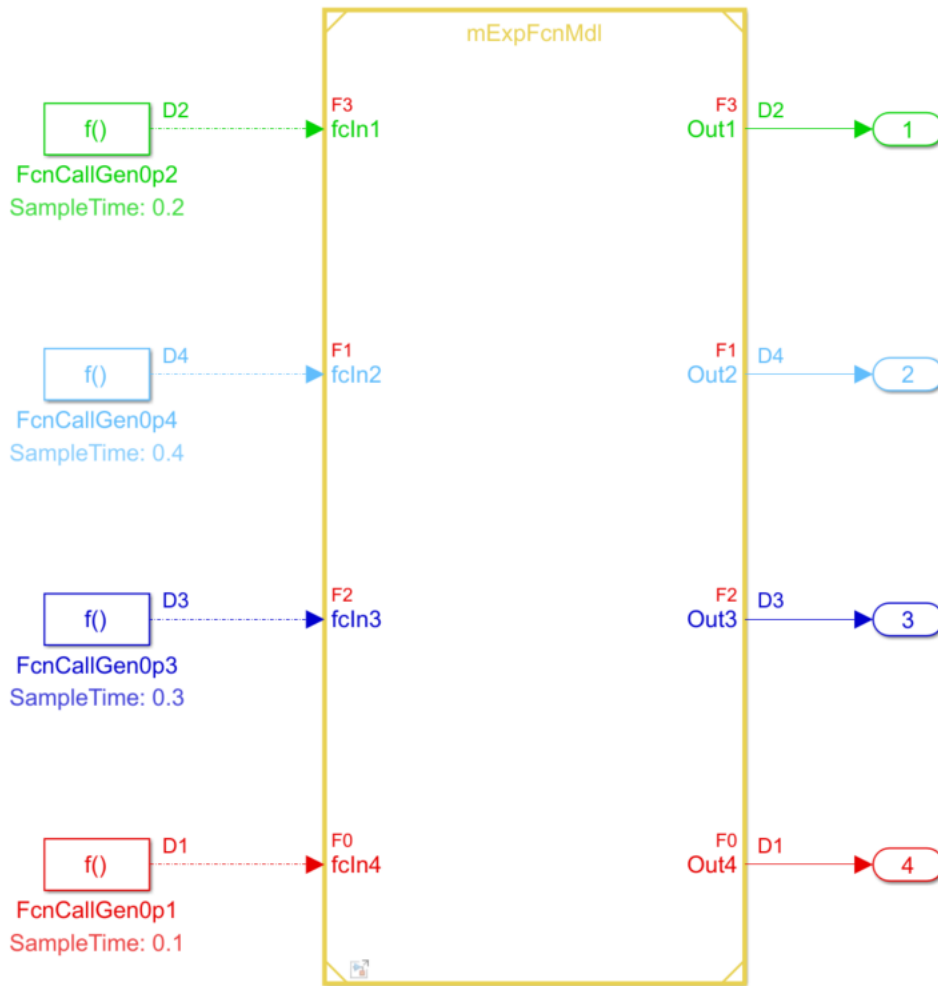 mExpFcnMdl
f()
D2
F3
fcIn1
F3
Out1
D2
1
FcnCallGen0p2
SampleTime: 0.2
f()
D4
F1
fcIn2
F1
Out2
D4
2
FcnCallGen0p4
SampleTime: 0.4
f()
D3
F2
fcIn3
F2
Out3
D3
3
FcnCallGen0p3
SampleTime: 0.3
f()
D1
F0
fcIn4
F0
Out4
D1
4
FcnCallGen0p1
SampleTime: 0.1